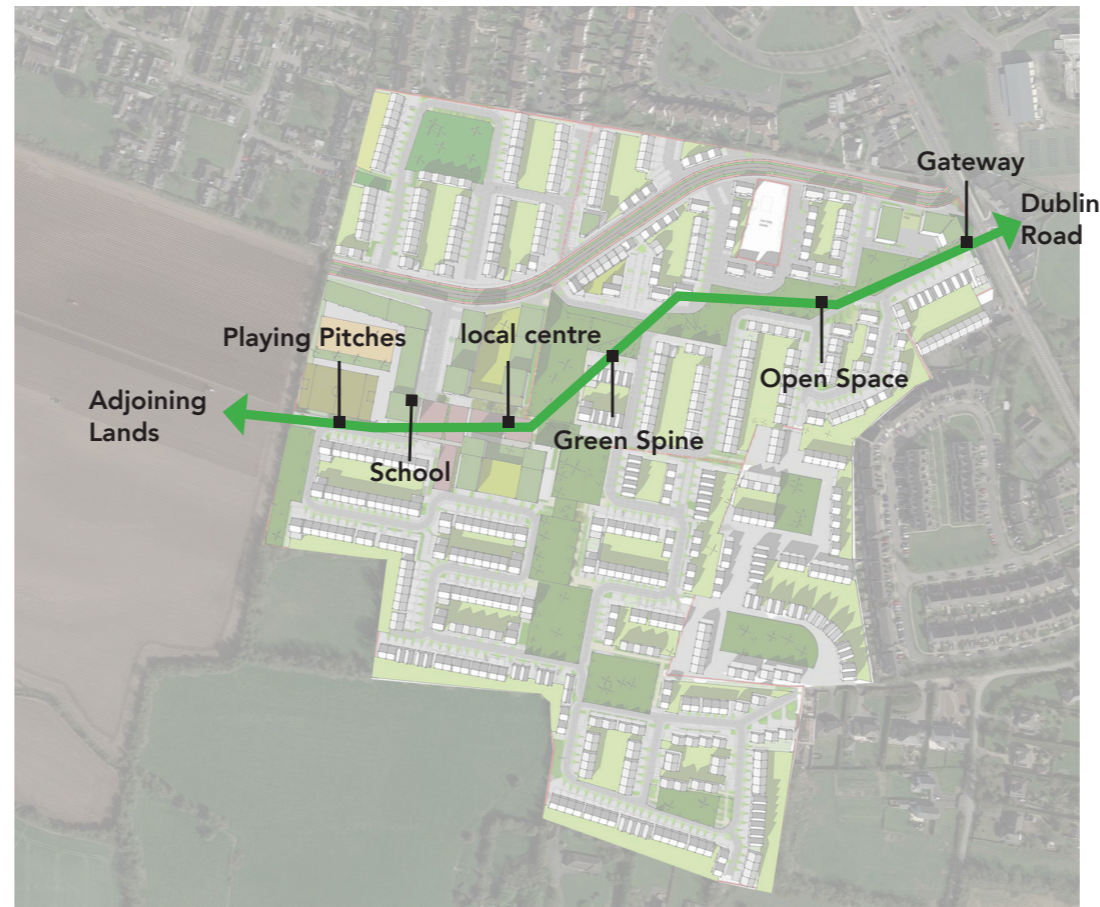 Gateway
Dublin
Road
Playing Pitches
local centre
Open Space
Adjoining
Lands
Green Spine
School